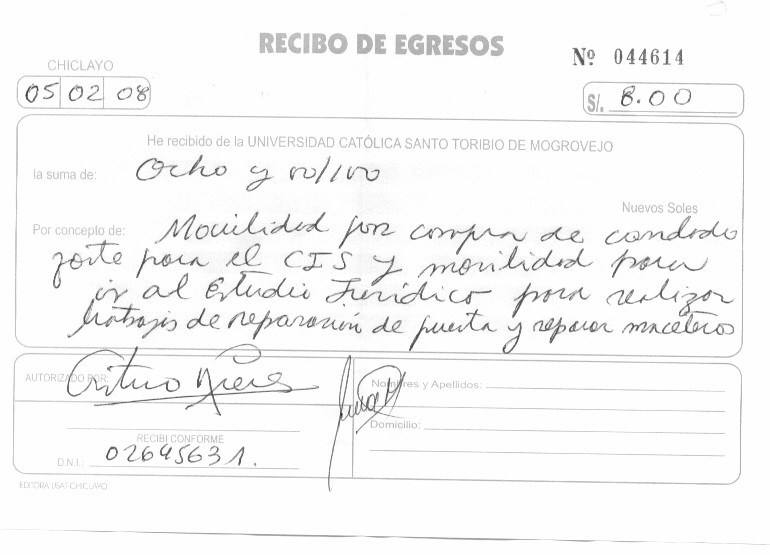 RECIBO DE EGRESOS
Nº 044614
CHICLAYO
05 02 08
S/. 8.00
He recibido de la UNIVERSIDAD CATÓLICA SANTO TORIBIO DE MOGROVEJO
la suma de: Ocho y 00/100
Nuevos Soles
Por concepto de: Movilidad por compra de candado
forte para el CIS y movilidad para
ir al Estudio Jurídico para realizar
trabajos de reparación de puerta y reparar maceteros
AUTORIZADO POR: Arturo
Nombres y Apellidos:
Domicilio:
RECIBI CONFORME
D.N.I.: 02645631.
EDITORA USAT-CHICLAYO